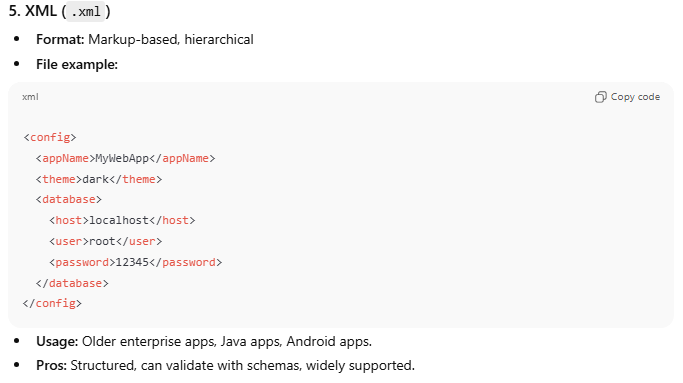 5. XML (.xml)
• Format: Markup-based, hierarchical
• File example:
xml Copy code
<config>
  <appName>MyWebApp</appName>
  <theme>dark</theme>
  <database>
    <host>localhost</host>
    <user>root</user>
    <password>12345</password>
  </database>
</config>
• Usage: Older enterprise apps, Java apps, Android apps.
• Pros: Structured, can validate with schemas, widely supported.